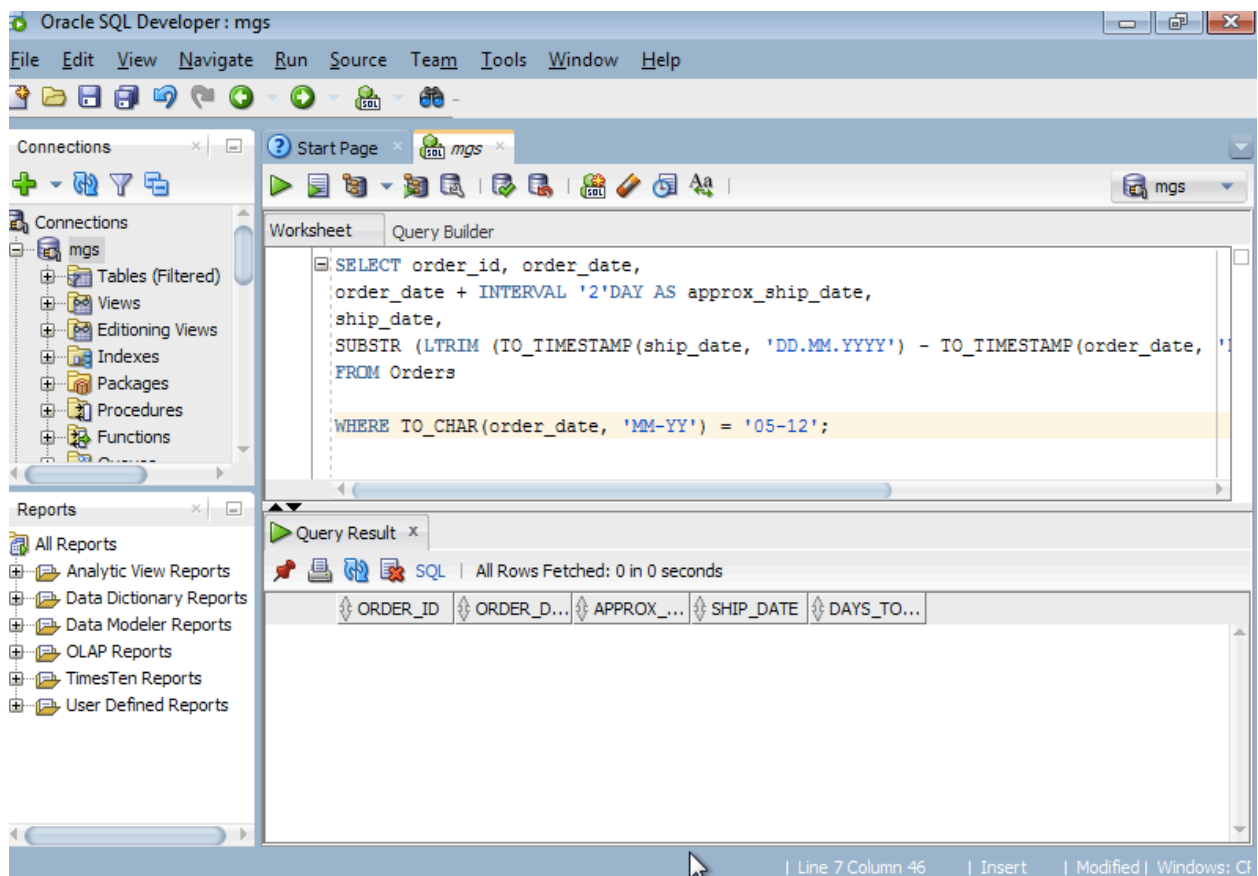 Oracle SQL Developer : mgs
File Edit View Navigate Run Source Team Tools Window Help
Connections
Connections
mgs
Tables (Filtered)
Views
Editioning Views
Indexes
Packages
Procedures
Functions
Reports
All Reports
Analytic View Reports
Data Dictionary Reports
Data Modeler Reports
OLAP Reports
TimesTen Reports
User Defined Reports
Start Page
mgs
mgs
Worksheet Query Builder
SELECT order_id, order_date,
order_date + INTERVAL '2'DAY AS approx_ship_date,
ship_date,
SUBSTR (LTRIM (TO_TIMESTAMP(ship_date, 'DD.MM.YYYY') - TO_TIMESTAMP(order_date,
FROM Orders
WHERE TO_CHAR(order_date, 'MM-YY') = '05-12';
Query Result
SQL | All Rows Fetched: 0 in 0 seconds
ORDER_ID ORDER_D... APPROX_... SHIP_DATE DAYS_TO...
| Line 7 Column 46 | Insert | Modified | Windows: CF